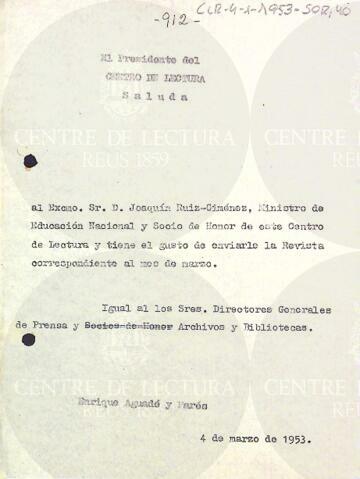 CLR-4-1-1953-SOR,40
-912-
El Presidente del
CENTRO DE LECTURA
Saluda
al Excmo. Sr. D. Joaquín Ruiz-Giménez, Ministro de
Educación Nacional y Socio de Honor de este Centro
de Lectura y tiene el gusto de enviarle la Revista
correspondiente al mes de marzo.
Igual al los Sres. Directores Generales
de Prensa y Socios de Honor Archivos y Bibliotecas.
Enrique Aguadé y Parés
4 de marzo de 1953.
CENTRE DE LECTURA
REUS 1859
CENTRE DE LECTURA
REUS 1859